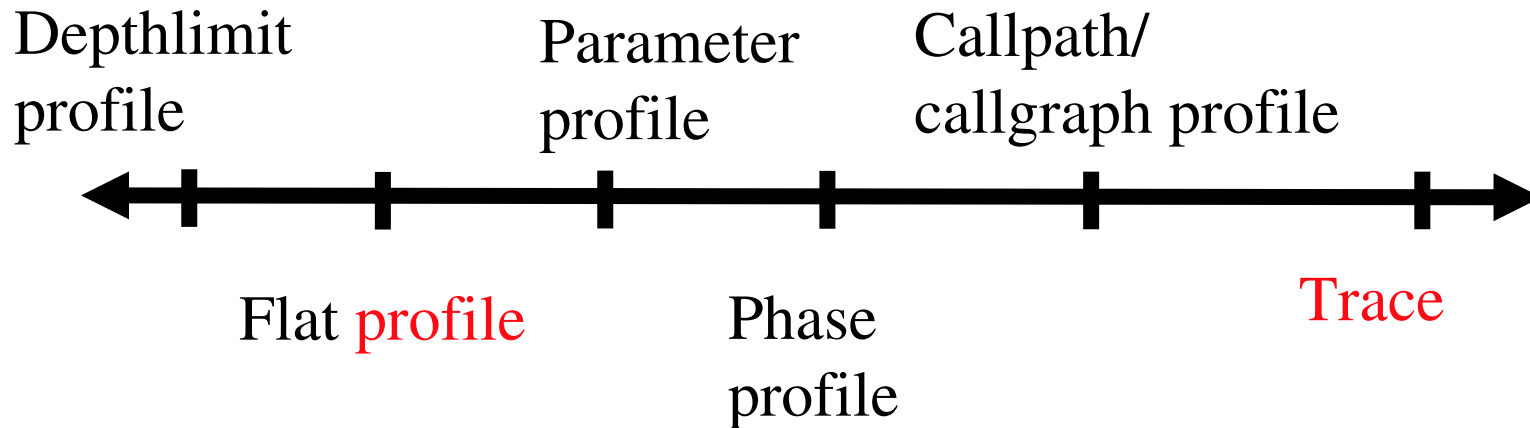 Depthlimit
profile
Parameter
profile
Callpath/
callgraph profile
Flat profile
Phase
profile
Trace